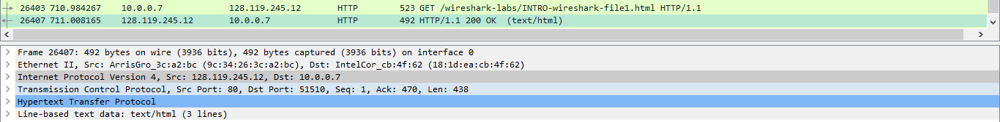 26403 710.984267 10.0.0.7 128.119.245.12 HTTP 523 GET /wireshark-labs/INTRO-wireshark-file1.html HTTP/1.1
26407 711.008165 128.119.245.12 10.0.0.7 HTTP 492 HTTP/1.1 200 OK (text/html)
Frame 26407: 492 bytes on wire (3936 bits), 492 bytes captured (3936 bits) on interface 0
Ethernet II, Src: ArrisGro_3c:a2:bc (9c:34:26:3c:a2:bc), Dst: IntelCor_cb:4f:62 (18:1d:ea:cb:4f:62)
Internet Protocol Version 4, Src: 128.119.245.12, Dst: 10.0.0.7
Transmission Control Protocol, Src Port: 80, Dst Port: 51510, Seq: 1, Ack: 470, Len: 438
Hypertext Transfer Protocol
Line-based text data: text/html (3 lines)